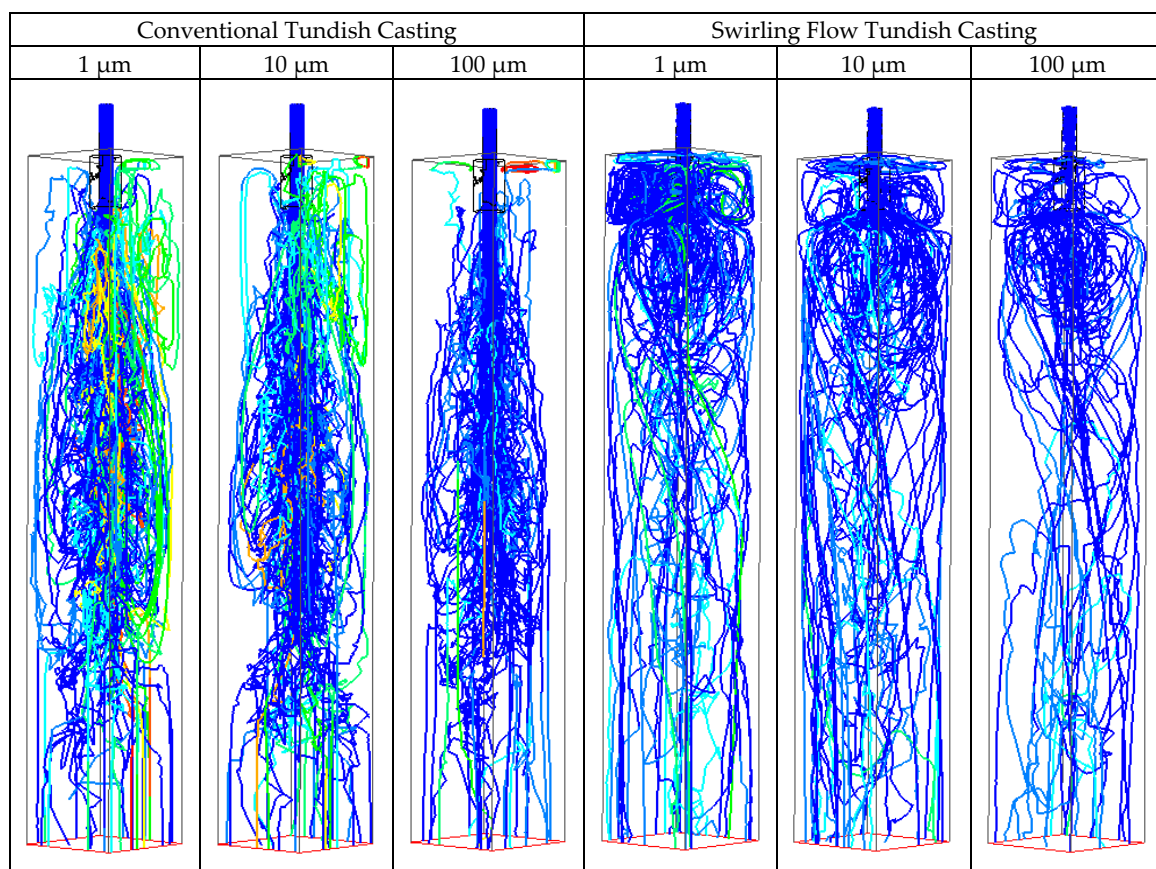 Conventional Tundish Casting Swirling Flow Tundish Casting
1 μm 10 μm 100 μm 1 μm 10 μm 100 μm